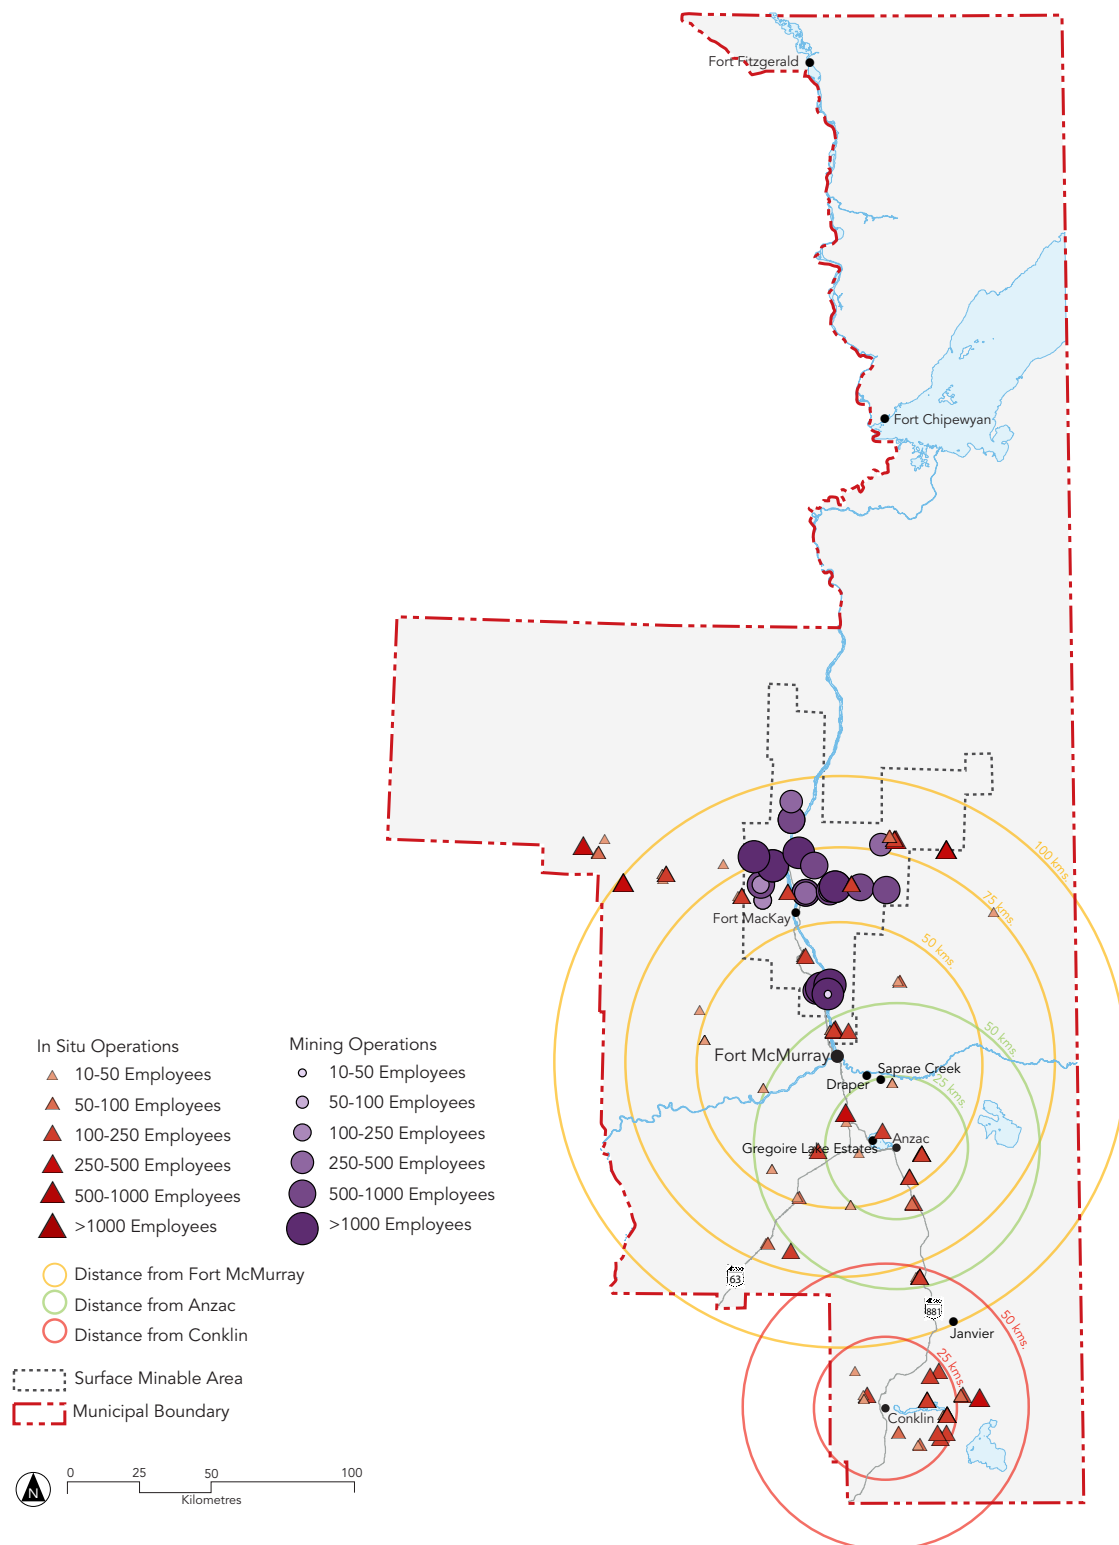 Fort Fitzgerald
Fort Chipewyan
100 kms.
75 kms.
50 kms.
Fort MacKay
50 kms.
25 kms.
Fort McMurray
Saprae Creek
Draper
Anzac
Gregoire Lake Estates
63
881
Janvier
50 kms.
25 kms.
Conklin
In Situ Operations
10-50 Employees
50-100 Employees
100-250 Employees
250-500 Employees
500-1000 Employees
>1000 Employees
Mining Operations
10-50 Employees
50-100 Employees
100-250 Employees
250-500 Employees
500-1000 Employees
>1000 Employees
Distance from Fort McMurray
Distance from Anzac
Distance from Conklin
Surface Minable Area
Municipal Boundary
N
0 25 50 100
Kilometres